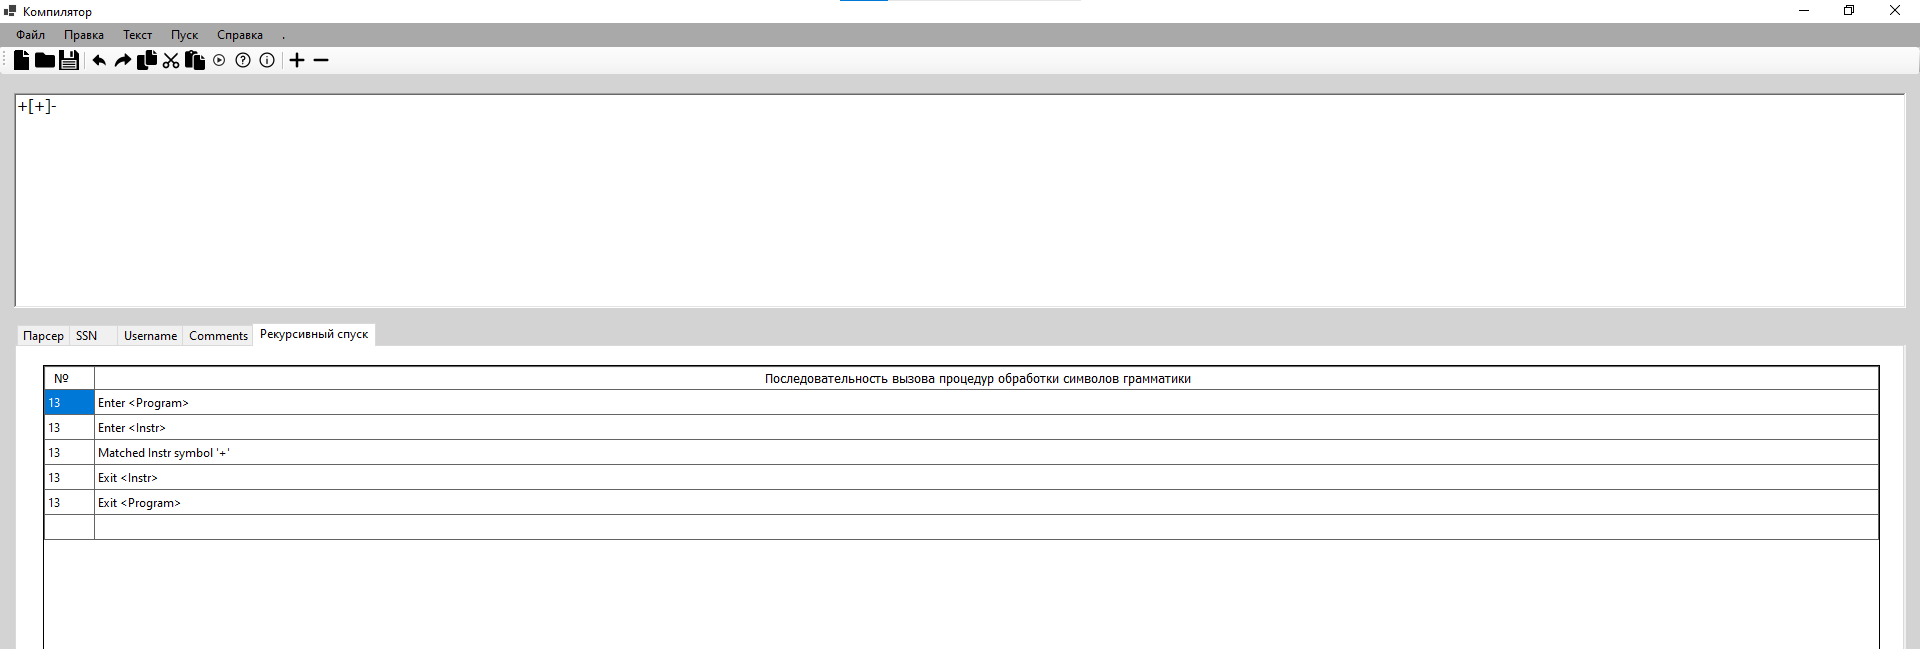 Компилятор
Файл Правка Текст Пуск Справка .
+[+]-
Парсер SSN Username Comments Рекурсивный спуск
№ Последовательность вызова процедур обработки символов грамматики
13 Enter <Program>
13 Enter <Instr>
13 Matched Instr symbol '+'
13 Exit <Instr>
13 Exit <Program>